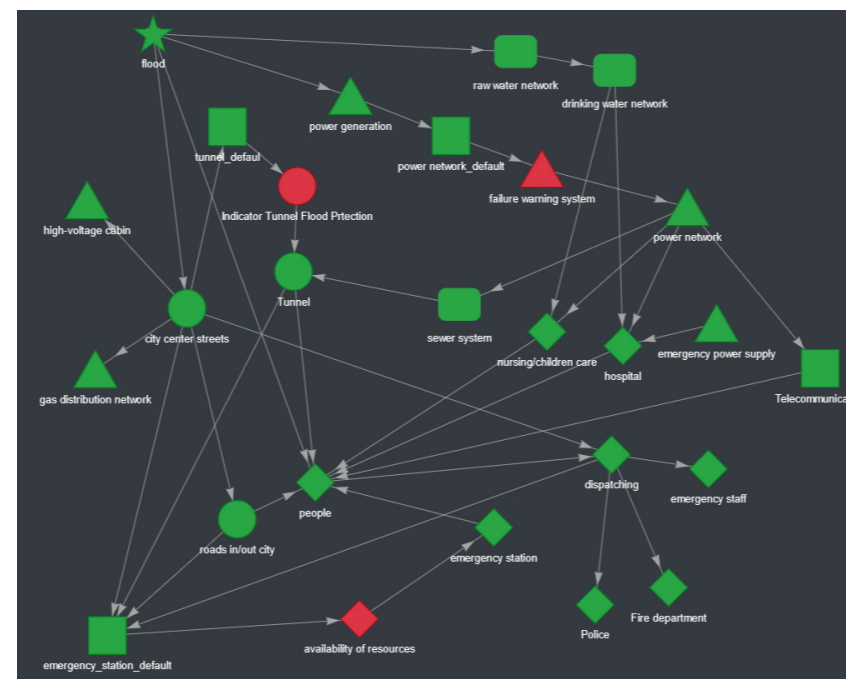 flood
raw water network
drinking water network
power generation
tunnel_defaul
power network_default
failure warning system
Indicator Tunnel Flood Prtection
high-voltage cabin
power network
Tunnel
city center streets
sewer system
nursing/children care
emergency power supply
hospital
gas distribution network
Telecommunica
dispatching
emergency staff
people
roads in/out city
emergency station
Fire department
Police
availability of resources
emergency_station_default